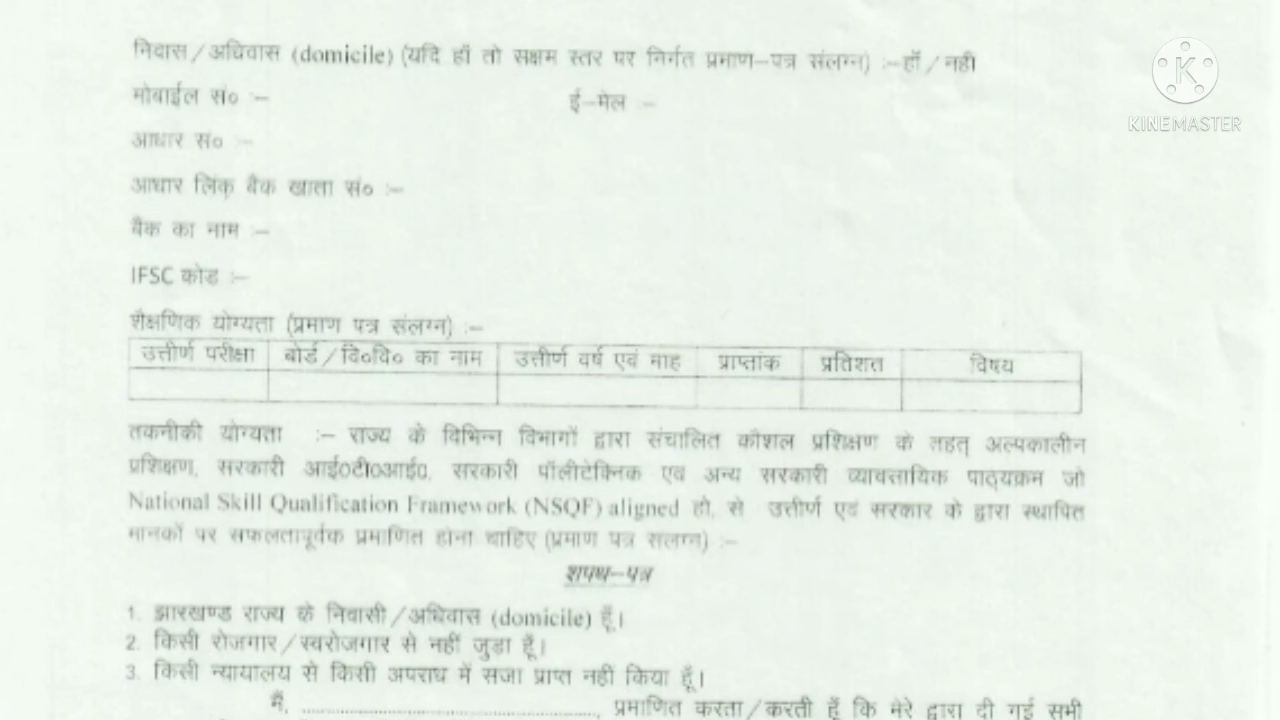 निवास/अधिवास (domicile) (यदि हाँ तो सक्षम स्तर पर निर्गत प्रमाण-पत्र संलग्न) :-हाँ/नही
मोबाईल सं० :-    ई-मेल :-
आधार सं० :-
आधार लिंक् बैक खाता सं० :-
बैक का नाम :-
IFSC कोड :-
शैक्षणिक योग्यता (प्रमाण पत्र संलग्न) :-
उत्तीर्ण परीक्षा    बोर्ड/वि०वि० का नाम    उत्तीर्ण वर्ष एवं माह    प्राप्तांक    प्रतिशत    विषय
तकनीकी योग्यता :- राज्य के विभिन्न विभागों द्वारा संचालित कौशल प्रशिक्षण के तहत् अल्पकालीन
प्रशिक्षण, सरकारी आई०टी०आई०, सरकारी पॉलीटेक्निक एवं अन्य सरकारी व्यावसायिक पाठ्यक्रम जो
National Skill Qualification Framework (NSQF) aligned हो, से उत्तीर्ण एवं सरकार के द्वारा स्थापित
मानकों पर सफलतापूर्वक प्रमाणित होना चाहिए (प्रमाण पत्र संलग्न) :-
शपथ-पत्र
1. झारखण्ड राज्य के निवासी/अधिवास (domicile) हूँ।
2. किसी रोजगार/स्वरोजगार से नहीं जुडा हूँ।
3. किसी न्यायालय से किसी अपराध में सजा प्राप्त नहीं किया हूँ।
मैं, ................................................, प्रमाणित करता/करती हूँ कि मेरे द्वारा दी गई सभी
K
KINEMASTER